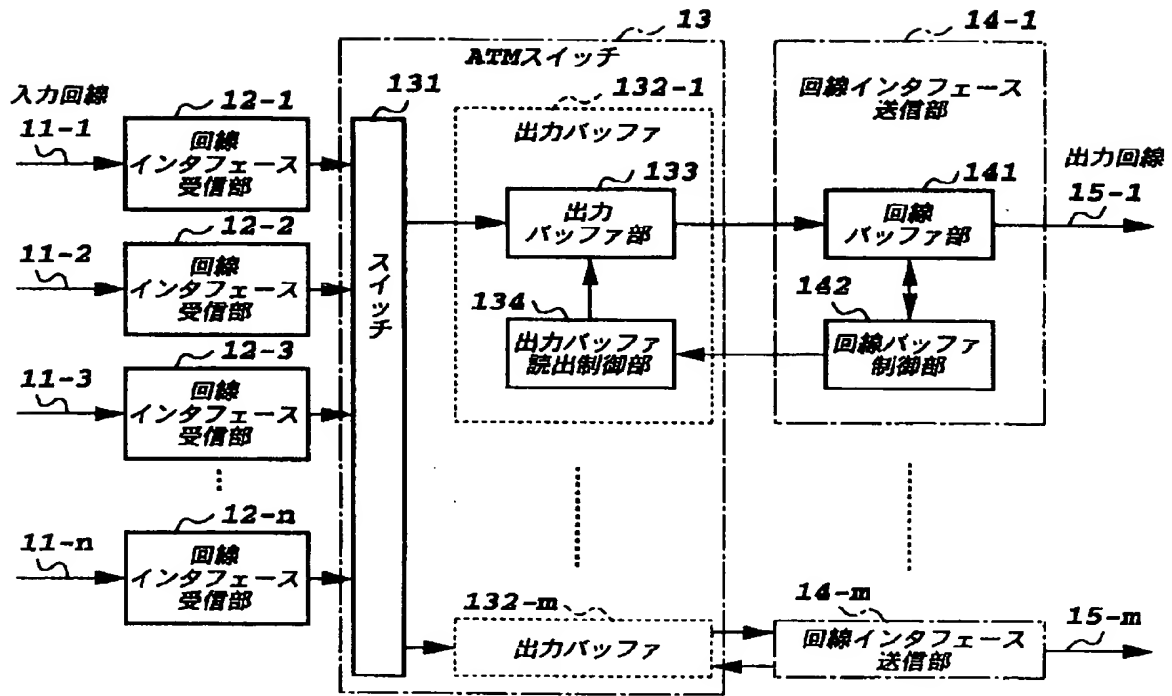 13
14-1
ATMスイッチ
131
132-1
回線インタフェース
送信部
入力回線
12-1
11-1
回線
インタフェース
受信部
出力バッファ
133
出力
バッファ部
141
回線
バッファ部
出力回線
15-1
12-2
11-2
回線
インタフェース
受信部
スイッチ
134
出力バッファ
読出制御部
142
回線バッファ
制御部
12-3
11-3
回線
インタフェース
受信部
12-n
11-n
回線
インタフェース
受信部
132-m
出力バッファ
14-m
回線インタフェース
送信部
15-m